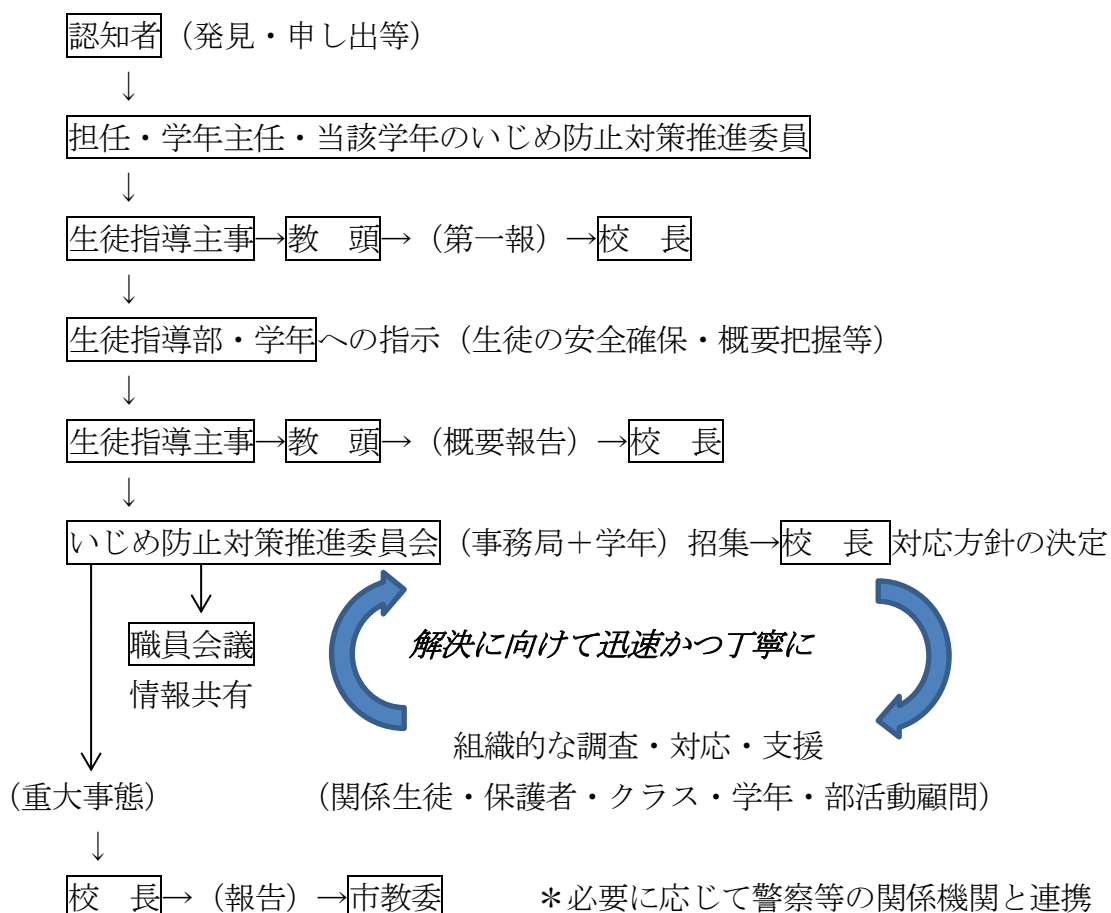 認知者（発見・申し出等）
↓
担任・学年主任・当該学年のいじめ防止対策推進委員
↓
生徒指導主事→教　頭→（第一報）→校　長
↓
生徒指導部・学年への指示（生徒の安全確保・概要把握等）
↓
生徒指導主事→教　頭→（概要報告）→校　長
↓
いじめ防止対策推進委員会（事務局＋学年）招集→校　長 対応方針の決定
職員会議
解決に向けて迅速かつ丁寧に
情報共有
組織的な調査・対応・支援
（重大事態）
（関係生徒・保護者・クラス・学年・部活動顧問）
↓
校　長→（報告）→市教委
＊必要に応じて警察等の関係機関と連携